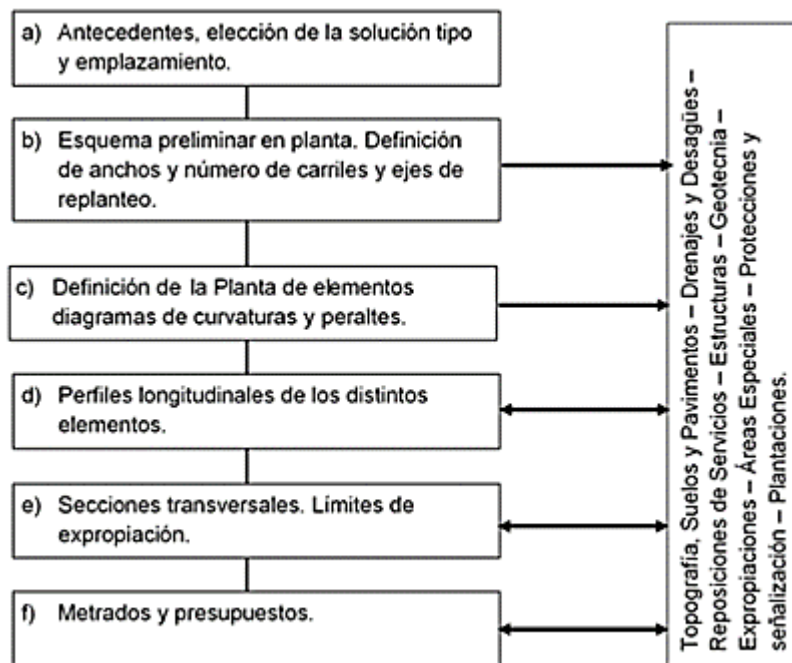 a) Antecedentes, elección de la solución tipo
y emplazamiento.
b) Esquema preliminar en planta. Definición
de anchos y número de carriles y ejes de
replanteo.
c) Definición de la Planta de elementos
diagramas de curvaturas y peraltes.
d) Perfiles longitudinales de los distintos
elementos.
e) Secciones transversales. Límites de
expropiación.
f) Metrados y presupuestos.
Topografía, Suelos y Pavimentos – Drenajes y Desagües –
Reposiciones de Servicios – Estructuras – Geotecnia –
Expropiaciones – Áreas Especiales – Protecciones y
señalización – Plantaciones.